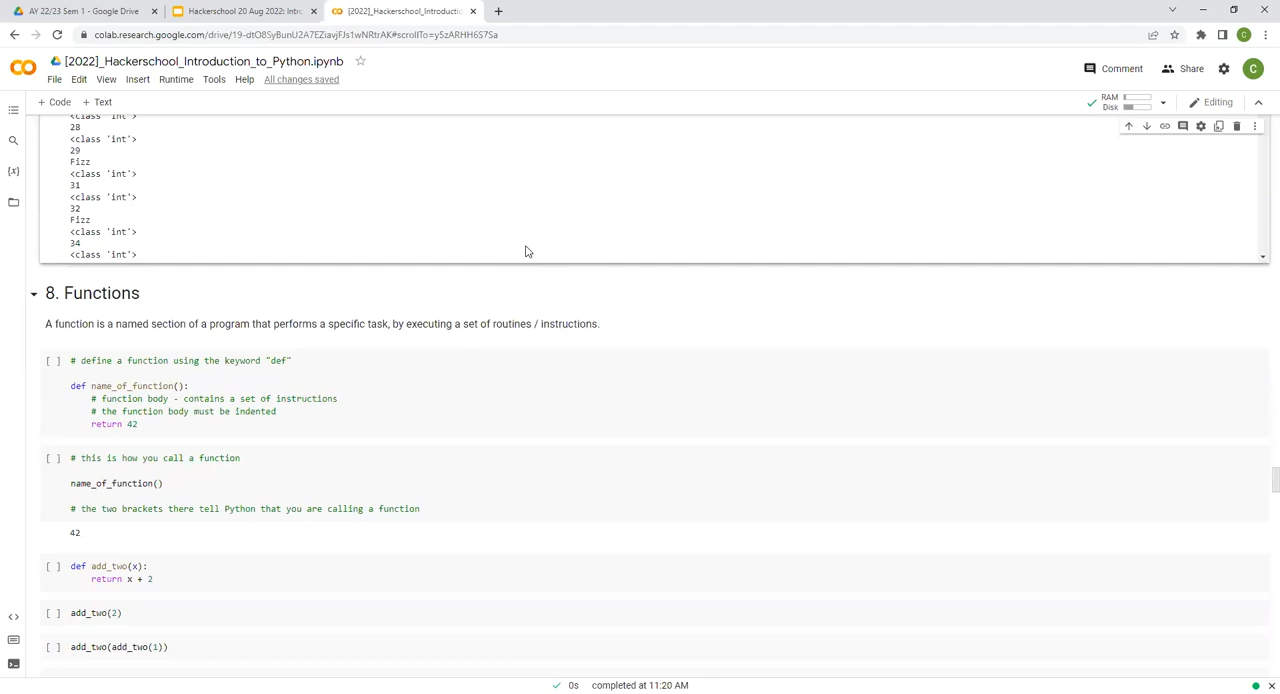 AY 22/23 Sem 1 - Google Drive
Hackerschool 20 Aug 2022: Intro
[2022]_Hackerschool_Introductio
colab.research.google.com/drive/19-dtO8SyBunU2A7EZiavjFJs1wNRtrAK#scrollTo=y5zARHH6S7Sa
C
[2022]_Hackerschool_Introduction_to_Python.ipynb
Comment
Share
C
File Edit View Insert Runtime Tools Help All changes saved
+ Code + Text
RAM
Disk
Editing
<class 'int'>
28
<class 'int'>
29
Fizz
<class 'int'>
31
<class 'int'>
32
Fizz
<class 'int'>
34
<class 'int'>
8. Functions
A function is a named section of a program that performs a specific task, by executing a set of routines / instructions.
[ ] # define a function using the keyword "def"
def name_of_function():
# function body - contains a set of instructions
# the function body must be indented
return 42
[ ] # this is how you call a function
name_of_function()
# the two brackets there tell Python that you are calling a function
42
[ ] def add_two(x):
return x + 2
[ ] add_two(2)
[ ] add_two(add_two(1))
0s completed at 11:20 AM